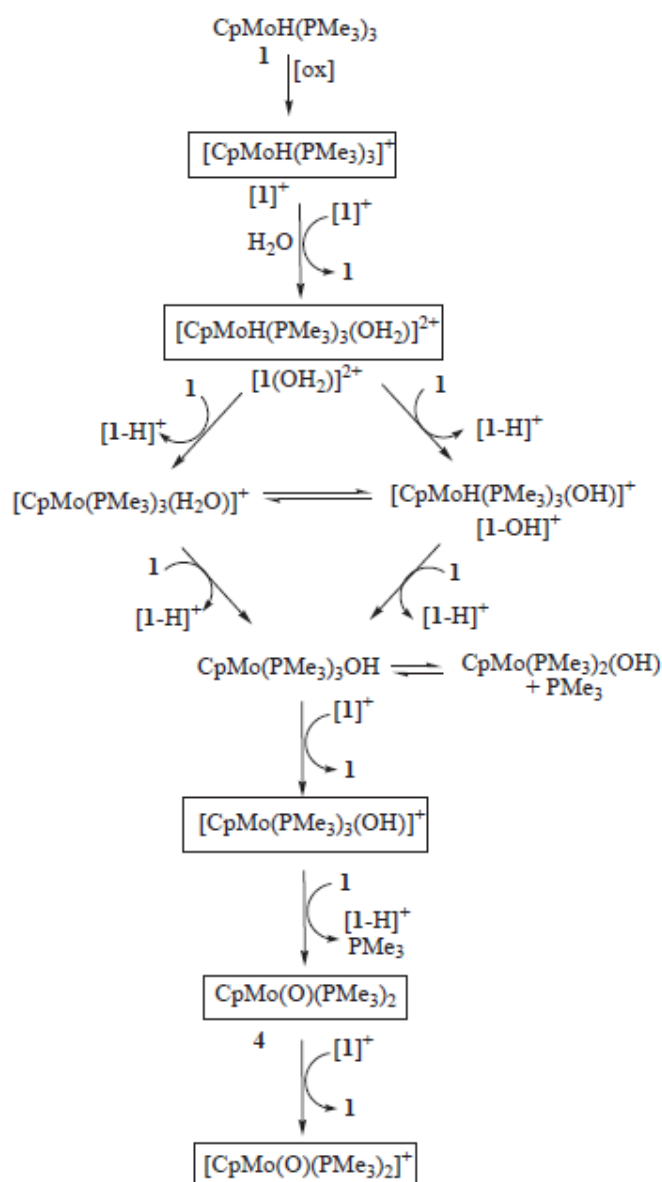 CpMoH(PMe₃)₃
1
[ox]
[CpMoH(PMe₃)₃]⁺
[1]⁺
[1]⁺
H₂O
1
[CpMoH(PMe₃)₃(OH₂)]²⁺
[1(OH₂)]²⁺
1
1
[1-H]⁺
[1-H]⁺
[CpMo(PMe₃)₃(H₂O)]⁺
[CpMoH(PMe₃)₃(OH)]⁺
[1-OH]⁺
1
1
[1-H]⁺
[1-H]⁺
CpMo(PMe₃)₃OH
CpMo(PMe₃)₂(OH)
+ PMe₃
[1]⁺
1
[CpMo(PMe₃)₃(OH)]⁺
1
[1-H]⁺
PMe₃
CpMo(O)(PMe₃)₂
4
[1]⁺
1
[CpMo(O)(PMe₃)₂]⁺